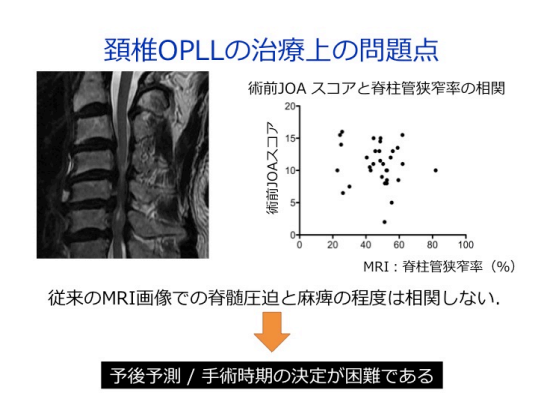 頚椎OPLLの治療上の問題点
術前JOA スコアと脊柱管狭窄率の相関
術前JOAスコア
20
15
10
5
0
0 20 40 60 80 100
MRI：脊柱管狭窄率（%）
従来のMRI画像での脊髄圧迫と麻痺の程度は相関しない．
予後予測 / 手術時期の決定が困難である